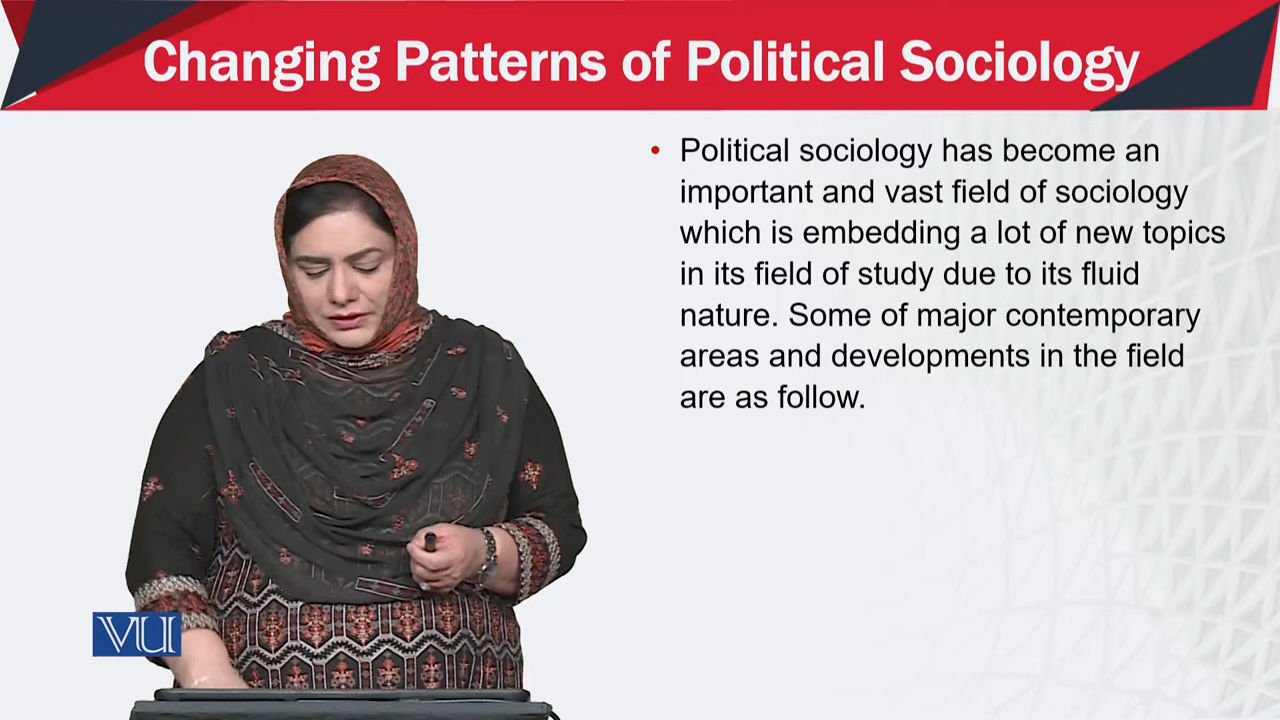 Changing Patterns of Political Sociology
• Political sociology has become an
important and vast field of sociology
which is embedding a lot of new topics
in its field of study due to its fluid
nature. Some of major contemporary
areas and developments in the field
are as follow.
VU